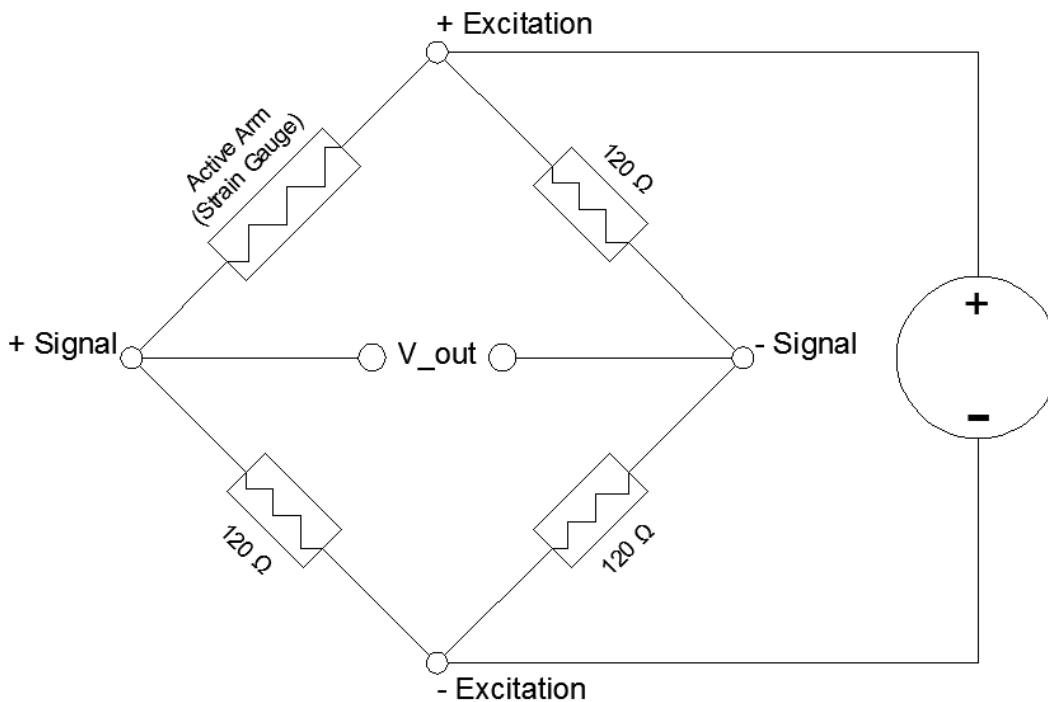 + Excitation
Active Arm
(Strain Gauge)
120 Ω
+ Signal
V_out
- Signal
+
-
120 Ω
120 Ω
- Excitation